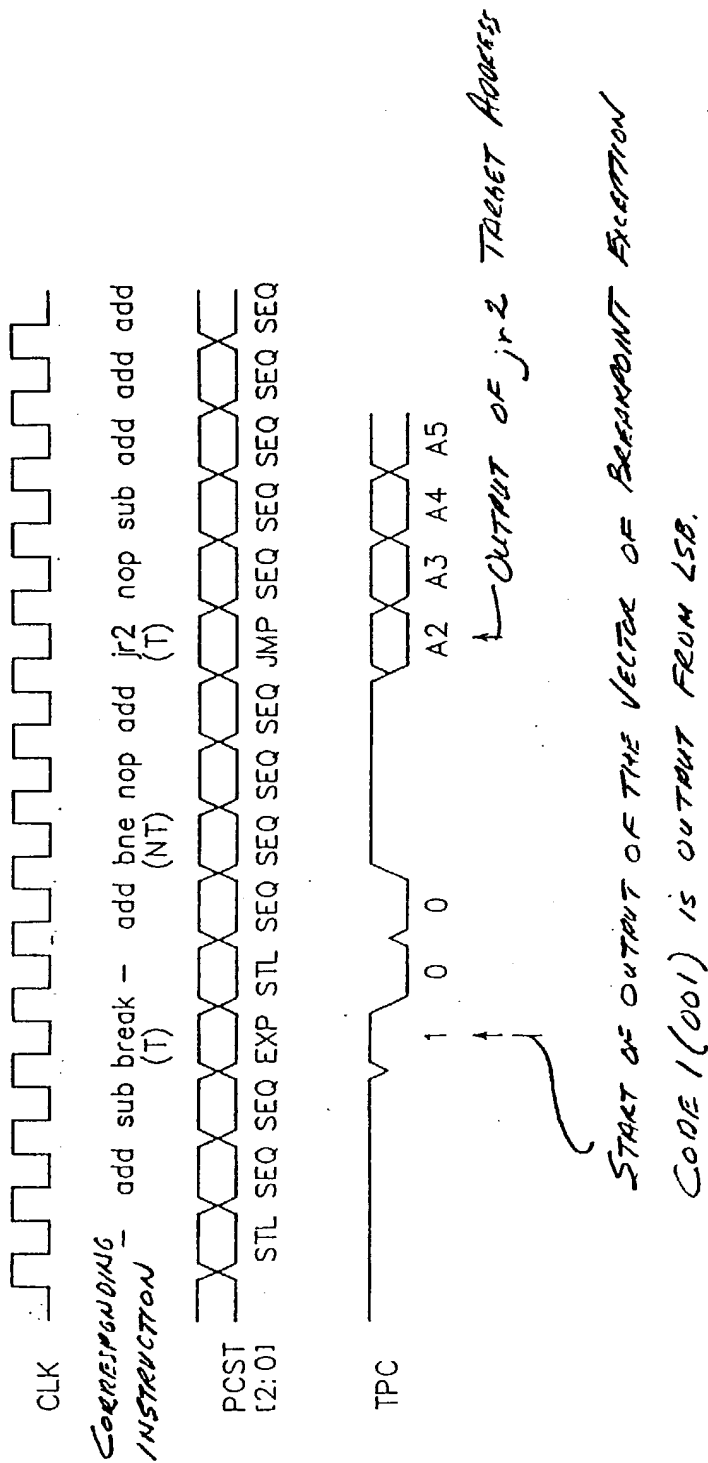 CLK
CORRESPONDING INSTRUCTION
— add sub break — add bne nop add jr2 nop sub add add add
(T) (NT) (T)
PCST [2:0]
STL SEQ SEQ EXP STL SEQ SEQ SEQ SEQ JMP SEQ SEQ SEQ SEQ SEQ
TPC
1 0 0 A2 A3 A4 A5
OUTPUT OF jr2 TARGET ADDRESS
START OF OUTPUT OF THE VECTOR OF BREAKPOINT EXCEPTION
CODE 1(001) IS OUTPUT FROM LSB.